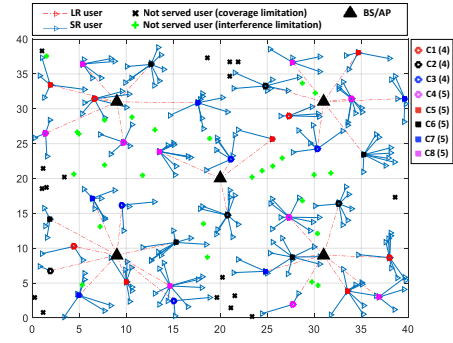 LR user
Not served user (coverage limitation)
BS/AP
SR user
Not served user (interference limitation)
40
35
30
25
20
15
10
5
0
0
5
10
15
20
25
30
35
40
C1 (4)
C2 (4)
C3 (4)
C4 (5)
C5 (5)
C6 (5)
C7 (5)
C8 (5)